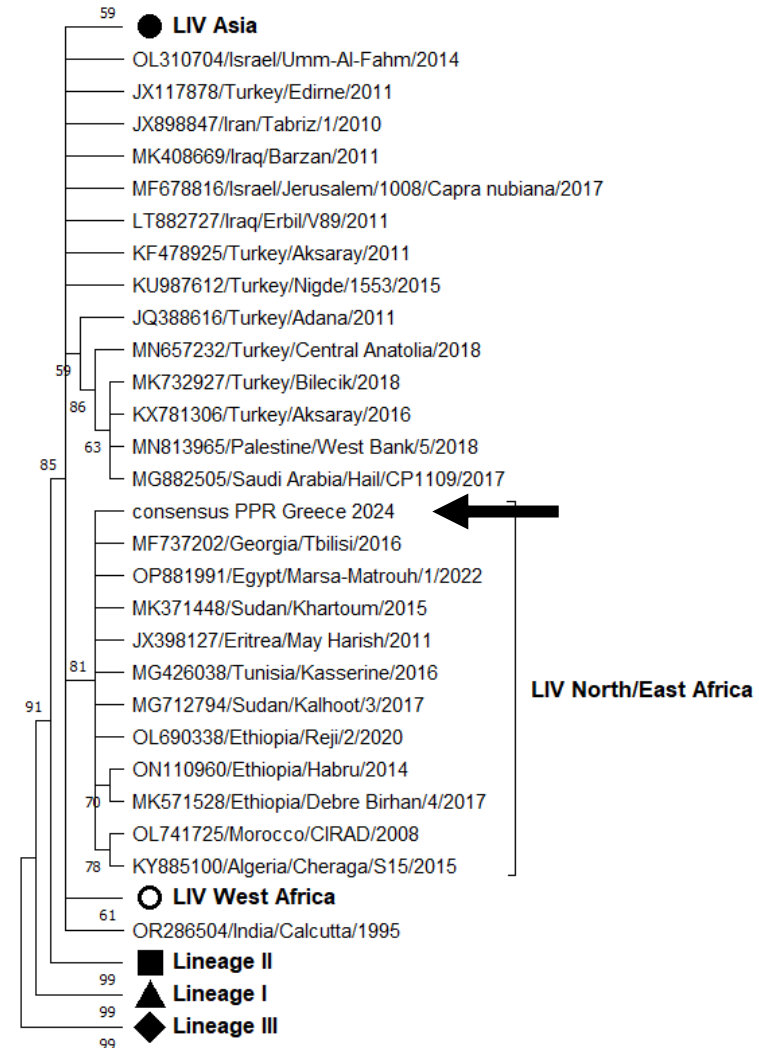 59
LIV Asia
OL310704/Israel/Umm-Al-Fahm/2014
JX117878/Turkey/Edirne/2011
JX898847/Iran/Tabriz/1/2010
MK408669/Iraq/Barzan/2011
MF678816/Israel/Jerusalem/1008/Capra nubiana/2017
LT882727/Iraq/Erbil/V89/2011
KF478925/Turkey/Aksaray/2011
KU987612/Turkey/Nigde/1553/2015
JQ388616/Turkey/Adana/2011
MN657232/Turkey/Central Anatolia/2018
59
MK732927/Turkey/Bilecik/2018
86
KX781306/Turkey/Aksaray/2016
63
MN813965/Palestine/West Bank/5/2018
85
MG882505/Saudi Arabia/Hail/CP1109/2017
consensus PPR Greece 2024
MF737202/Georgia/Tbilisi/2016
OP881991/Egypt/Marsa-Matrouh/1/2022
MK371448/Sudan/Khartoum/2015
JX398127/Eritrea/May Harish/2011
81
MG426038/Tunisia/Kasserine/2016
LIV North/East Africa
91
MG712794/Sudan/Kalhoot/3/2017
OL690338/Ethiopia/Reji/2/2020
ON110960/Ethiopia/Habru/2014
70
MK571528/Ethiopia/Debre Birhan/4/2017
OL741725/Morocco/CIRAD/2008
78
KY885100/Algeria/Cheraga/S15/2015
LIV West Africa
61
OR286504/India/Calcutta/1995
Lineage II
99
Lineage I
99
Lineage III
99